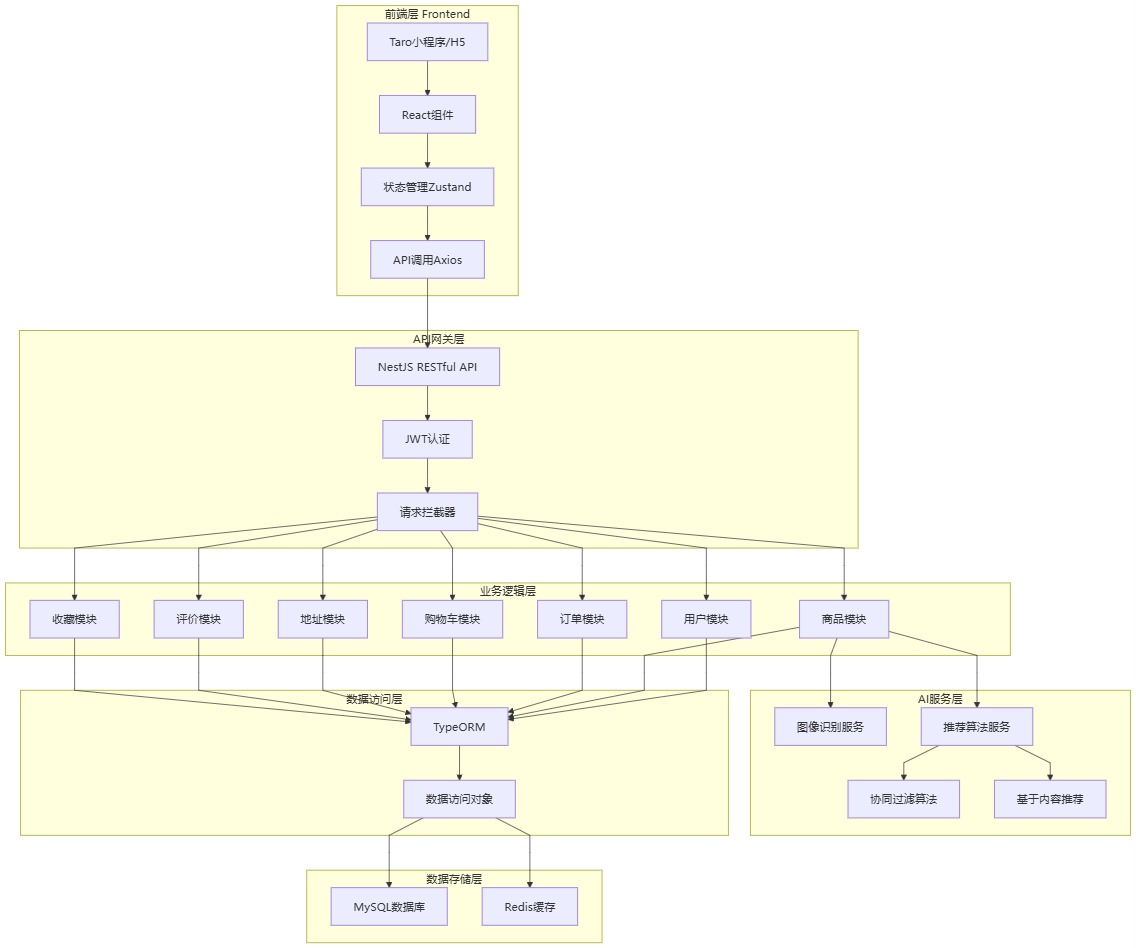 前端层 Frontend
Taro小程序/H5
React组件
状态管理Zustand
API调用Axios
API网关层
NestJS RESTful API
JWT认证
请求拦截器
业务逻辑层
收藏模块
评价模块
地址模块
购物车模块
订单模块
用户模块
商品模块
数据访问层
TypeORM
数据访问对象
AI服务层
图像识别服务
推荐算法服务
协同过滤算法
基于内容推荐
数据存储层
MySQL数据库
Redis缓存